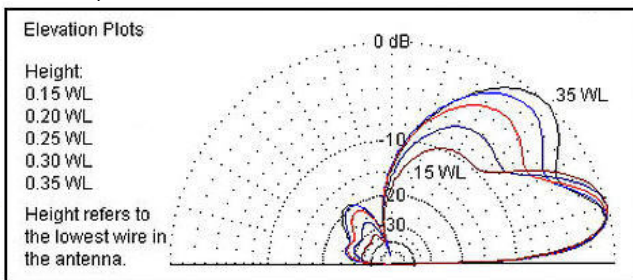 Elevation Plots
0 dB
Height:
0.15 WL
0.20 WL
0.25 WL
0.30 WL
0.35 WL
35 WL
-10
15 WL
20
30
Height refers to
the lowest wire in
the antenna.